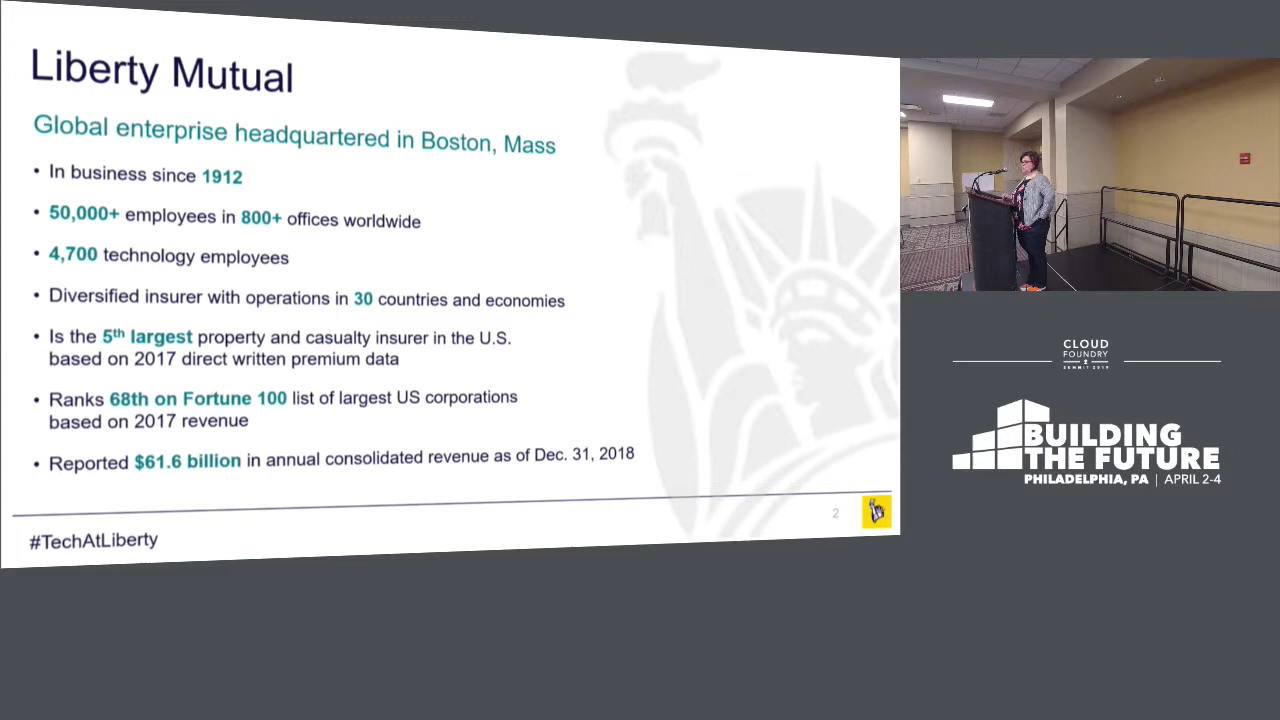 Liberty Mutual
Global enterprise headquartered in Boston, Mass
• In business since 1912
• 50,000+ employees in 800+ offices worldwide
• 4,700 technology employees
• Diversified insurer with operations in 30 countries and economies
• Is the 5th largest property and casualty insurer in the U.S.
based on 2017 direct written premium data
• Ranks 68th on Fortune 100 list of largest US corporations
based on 2017 revenue
• Reported $61.6 billion in annual consolidated revenue as of Dec. 31, 2018
2
#TechAtLiberty
CLOUD
FOUNDRY
SUMMIT 2019
BUILDING
THE FUTURE
PHILADELPHIA, PA | APRIL 2-4